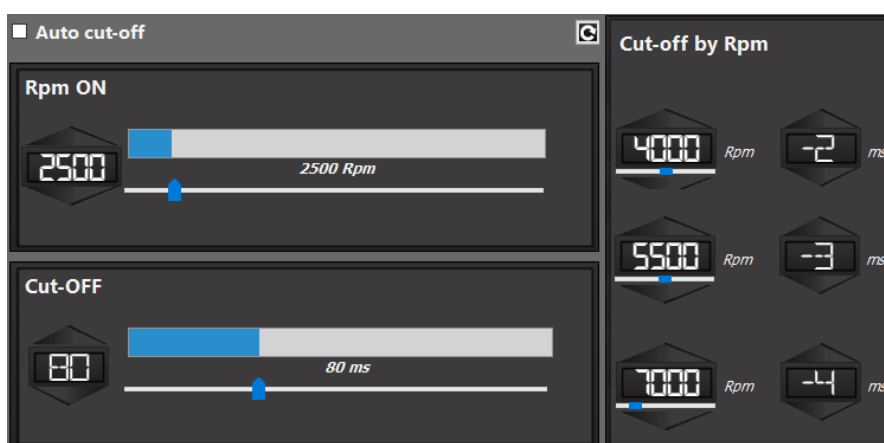 Auto cut-off
Rpm ON
2500
2500 Rpm
Cut-OFF
80
80 ms
Cut-off by Rpm
4000 Rpm -2 ms
5500 Rpm -3 ms
7000 Rpm -4 ms